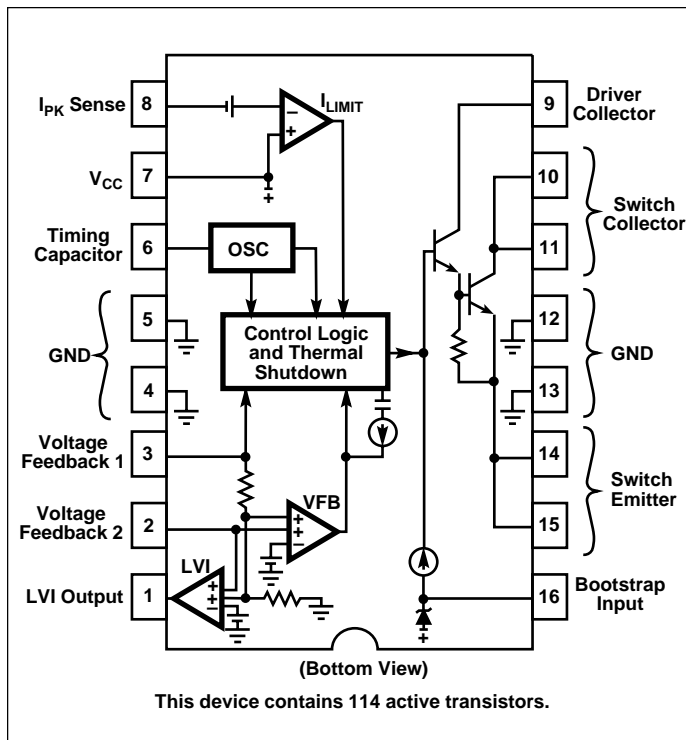 I_PK Sense
8
I_LIMIT
V_CC
7
Timing
Capacitor
6
OSC
5
GND
4
Control Logic
and Thermal
Shutdown
Voltage
Feedback 1
3
Voltage
Feedback 2
2
VFB
LVI
LVI Output
1
9
Driver
Collector
10
Switch
Collector
11
12
GND
13
14
Switch
Emitter
15
16
Bootstrap
Input
(Bottom View)
This device contains 114 active transistors.